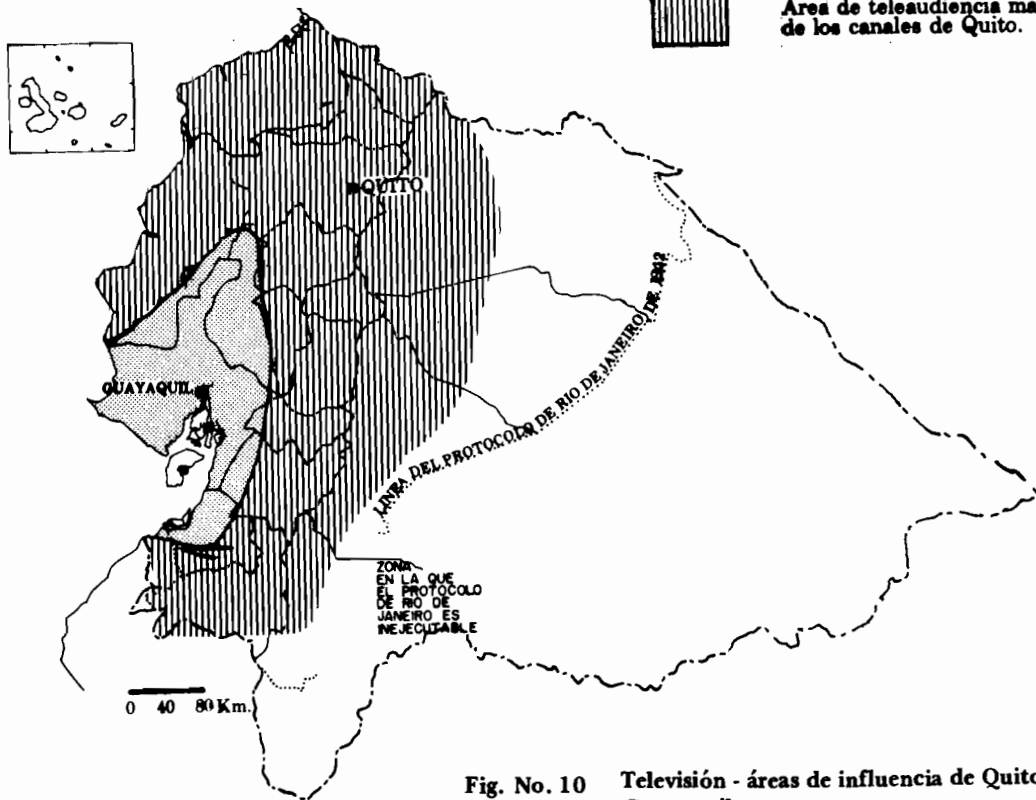 Area de teleaudiencia
de los canales de Quito.
QUITO
GUAYAQUIL
LINEA DEL PROTOCOLO DE RIO DE JANEIRO DE 1942
ZONA
EN LA QUE
EL PROTOCOLO
DE RIO DE
JANEIRO ES
INEJECUTABLE
0 40 80 Km.
Fig. No. 10 Televisión - áreas de influencia de Quito